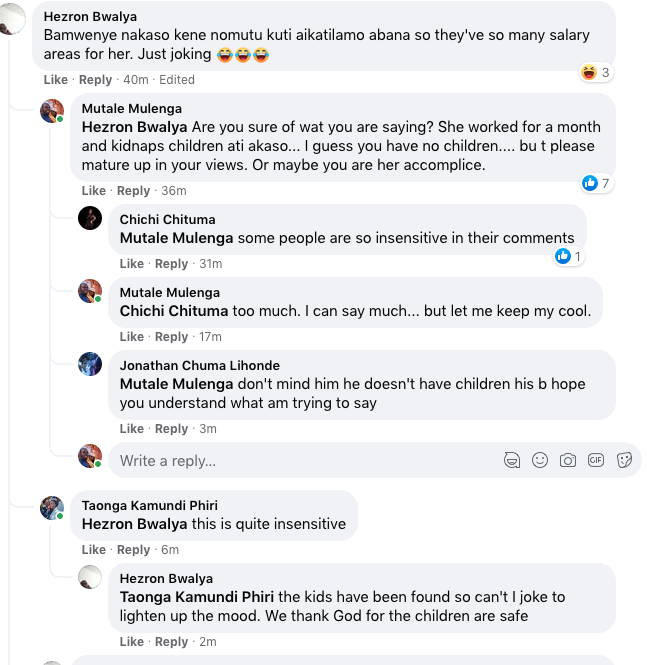 Hezron Bwalya
Bamwenye nakaso kene nomutu kuti aikatilamo abana so they've so many salary
areas for her. Just joking 😂😂😂
Like · Reply · 40m · Edited
3
Mutale Mulenga
Hezron Bwalya Are you sure of wat you are saying? She worked for a month
and kidnaps children ati akaso... I guess you have no children.... bu t please
mature up in your views. Or maybe you are her accomplice.
Like · Reply · 36m
7
Chichi Chituma
Mutale Mulenga some people are so insensitive in their comments
1
Like · Reply · 31m
Mutale Mulenga
Chichi Chituma too much. I can say much... but let me keep my cool.
Like · Reply · 17m
Jonathan Chuma Lihonde
Mutale Mulenga don't mind him he doesn't have children his b hope
you understand what am trying to say
Like · Reply · 3m
Write a reply...
GIF
Taonga Kamundi Phiri
Hezron Bwalya this is quite insensitive
Like · Reply · 6m
Hezron Bwalya
Taonga Kamundi Phiri the kids have been found so can't I joke to
lighten up the mood. We thank God for the children are safe
Like · Reply · 2m